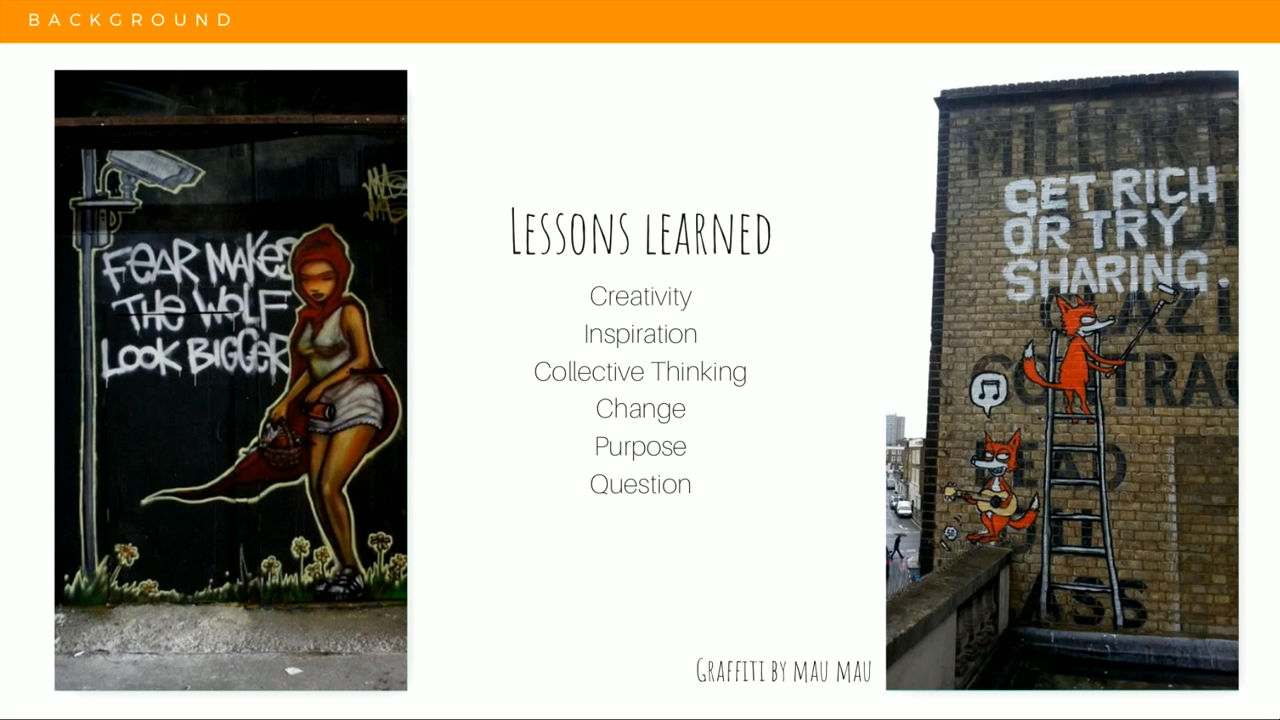 BACKGROUND
FEAR MAKES
THE WOLF
LOOK BIGGER
LESSONS LEARNED
Creativity
Inspiration
Collective Thinking
Change
Purpose
Question
GRAFFITI BY MAU MAU
GET RICH
OR TRY
SHARING.